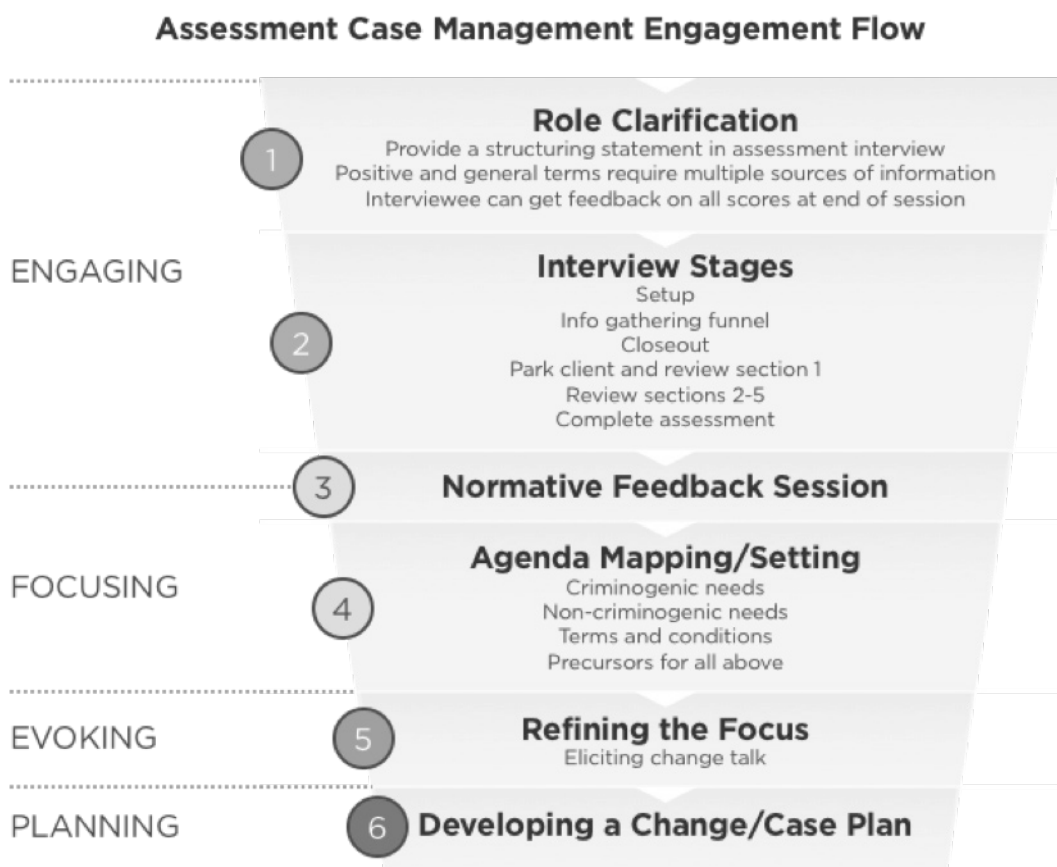 Assessment Case Management Engagement Flow
ENGAGING
1
Role Clarification
Provide a structuring statement in assessment interview
Positive and general terms require multiple sources of information
Interviewee can get feedback on all scores at end of session
2
Interview Stages
Setup
Info gathering funnel
Closeout
Park client and review section 1
Review sections 2-5
Complete assessment
3
Normative Feedback Session
FOCUSING
4
Agenda Mapping/Setting
Criminogenic needs
Non-criminogenic needs
Terms and conditions
Precursors for all above
EVOKING
5
Refining the Focus
Eliciting change talk
PLANNING
6
Developing a Change/Case Plan